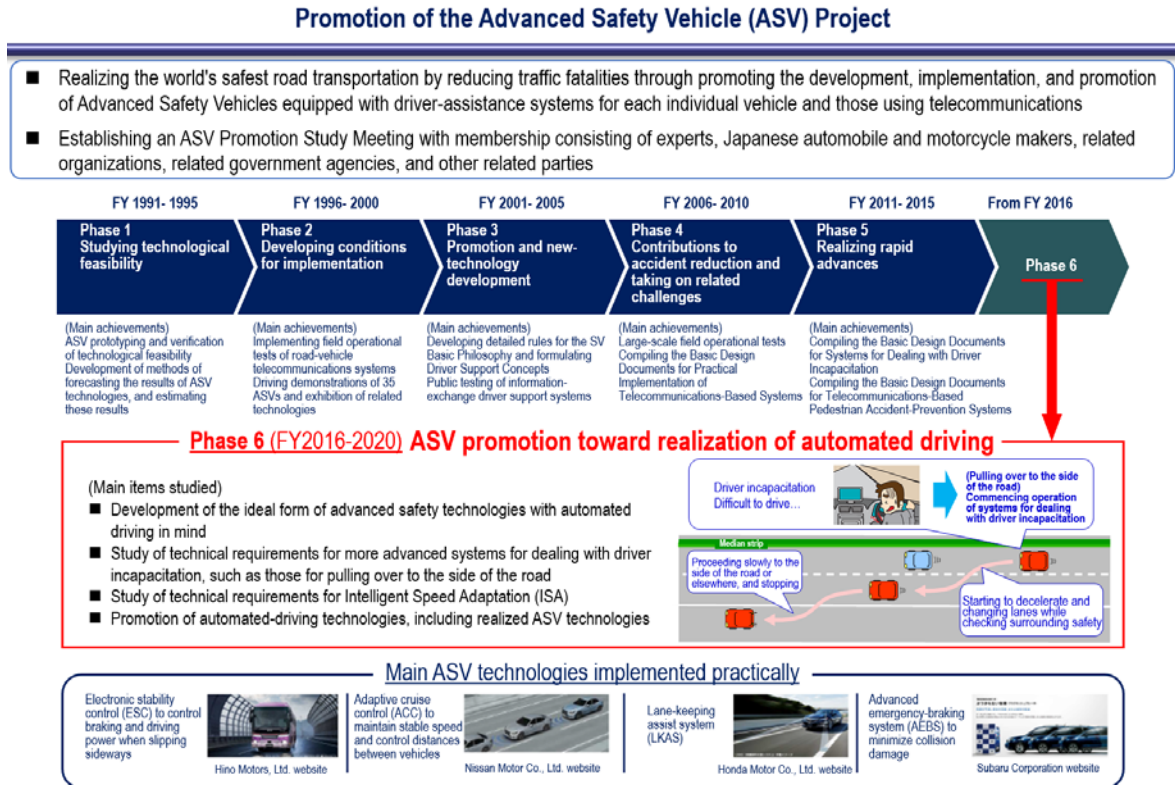 Promotion of the Advanced Safety Vehicle (ASV) Project
■ Realizing the world's safest road transportation by reducing traffic fatalities through promoting the development, implementation, and promotion
of Advanced Safety Vehicles equipped with driver-assistance systems for each individual vehicle and those using telecommunications
■ Establishing an ASV Promotion Study Meeting with membership consisting of experts, Japanese automobile and motorcycle makers, related
organizations, related government agencies, and other related parties
FY 1991- 1995
Phase 1
Studying technological
feasibility
(Main achievements)
ASV prototyping and verification
of technological feasibility
Development of methods of
forecasting the results of ASV
technologies, and estimating
these results
FY 1996- 2000
Phase 2
Developing conditions
for implementation
(Main achievements)
Implementing field operational
tests of road-vehicle
telecommunications systems
Driving demonstrations of 35
ASVs and exhibition of related
technologies
FY 2001- 2005
Phase 3
Promotion and new-
technology
development
(Main achievements)
Developing detailed rules for the SV
Basic Philosophy and formulating
Driver Support Concepts
Public testing of information-
exchange driver support systems
FY 2006- 2010
Phase 4
Contributions to
accident reduction and
taking on related
challenges
(Main achievements)
Large-scale field operational tests
Compiling the Basic Design
Documents for Practical
Implementation of
Telecommunications-Based Systems
FY 2011- 2015
Phase 5
Realizing rapid
advances
(Main achievements)
Compiling the Basic Design Documents
for Systems for Dealing with Driver
Incapacitation
Compiling the Basic Design Documents
for Telecommunications-Based
Pedestrian Accident-Prevention Systems
From FY 2016
Phase 6
Phase 6 (FY2016-2020) ASV promotion toward realization of automated driving
(Main items studied)
■ Development of the ideal form of advanced safety technologies with automated
driving in mind
■ Study of technical requirements for more advanced systems for dealing with driver
incapacitation, such as those for pulling over to the side of the road
■ Study of technical requirements for Intelligent Speed Adaptation (ISA)
■ Promotion of automated-driving technologies, including realized ASV technologies
Driver incapacitation
Difficult to drive…
(Pulling over to the side
of the road)
Commencing operation
of systems for dealing
with driver incapacitation
Median strip
Proceeding slowly to the
side of the road or
elsewhere, and stopping
Starting to decelerate and
changing lanes while
checking surrounding safety
Main ASV technologies implemented practically
Electronic stability
control (ESC) to control
braking and driving
power when slipping
sideways
Hino Motors, Ltd. website
Adaptive cruise
control (ACC) to
maintain stable speed
and control distances
between vehicles
Nissan Motor Co., Ltd. website
Lane-keeping
assist system
(LKAS)
Honda Motor Co., Ltd. website
Advanced
emergency-braking
system (AEBS) to
minimize collision
damage
Subaru Corporation website